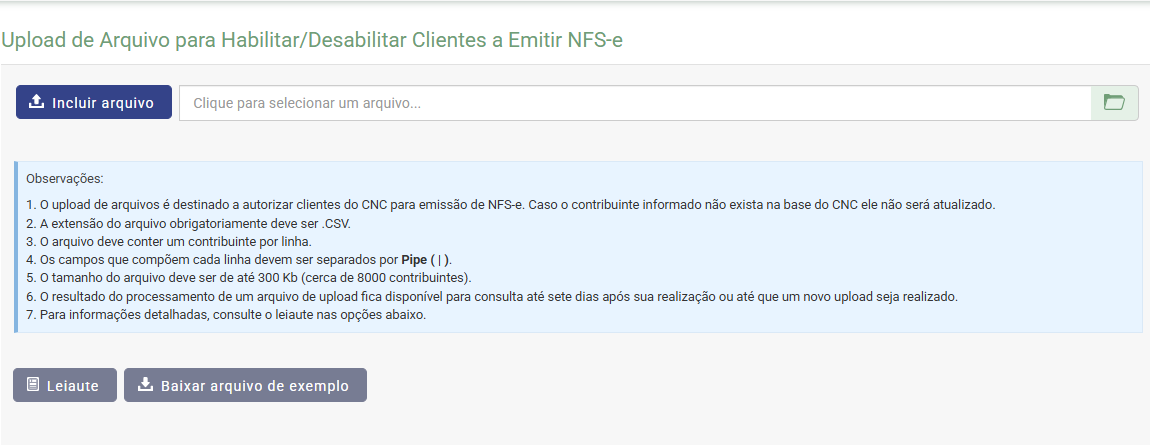 Upload de Arquivo para Habilitar/Desabilitar Clientes a Emitir NFS-e
Incluir arquivo
Clique para selecionar um arquivo...
Observações:
1. O upload de arquivos é destinado a autorizar clientes do CNC para emissão de NFS-e. Caso o contribuinte informado não exista na base do CNC ele não será atualizado.
2. A extensão do arquivo obrigatoriamente deve ser .CSV.
3. O arquivo deve conter um contribuinte por linha.
4. Os campos que compõem cada linha devem ser separados por Pipe ( | ).
5. O tamanho do arquivo deve ser de até 300 Kb (cerca de 8000 contribuintes).
6. O resultado do processamento de um arquivo de upload fica disponível para consulta até sete dias após sua realização ou até que um novo upload seja realizado.
7. Para informações detalhadas, consulte o leiaute nas opções abaixo.
Leiaute
Baixar arquivo de exemplo